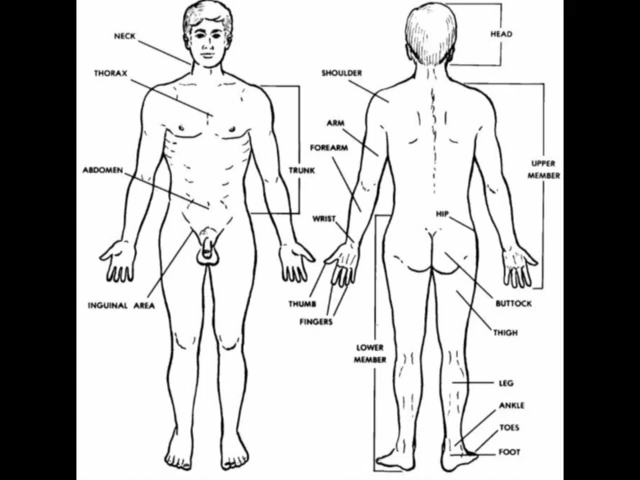 NECK
THORAX
ABDOMEN
INGUINAL AREA
TRUNK
HEAD
SHOULDER
ARM
FOREARM
WRIST
THUMB
FINGERS
UPPER
MEMBER
HIP
BUTTOCK
THIGH
LOWER
MEMBER
LEG
ANKLE
TOES
FOOT